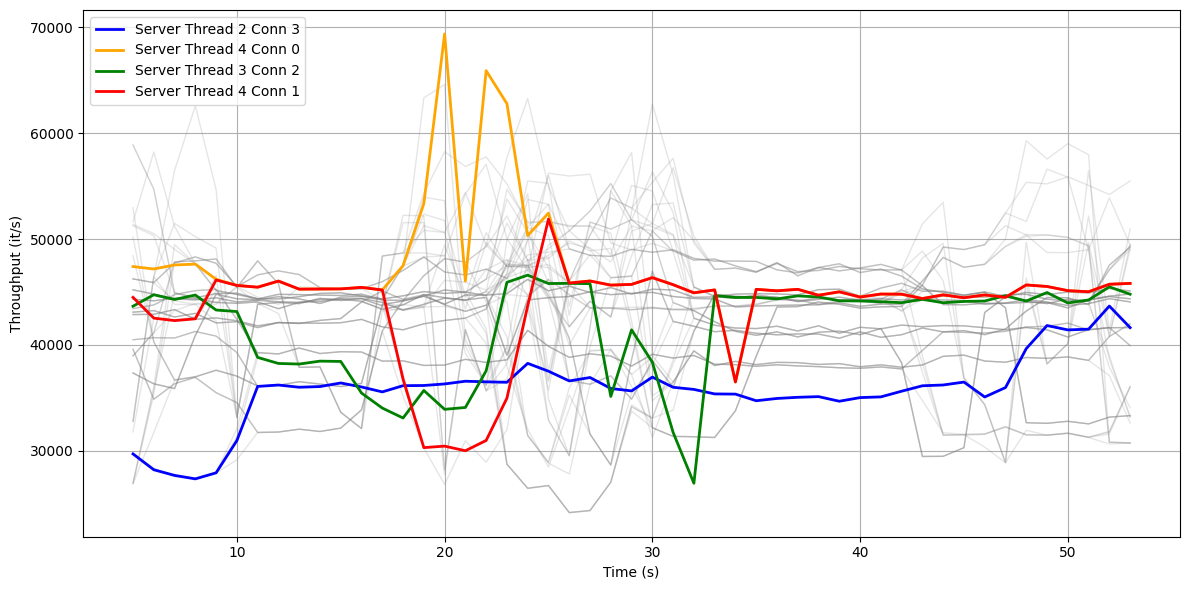 Server Thread 2 Conn 3
Server Thread 4 Conn 0
Server Thread 3 Conn 2
Server Thread 4 Conn 1
Throughput (it/s)
70000
60000
50000
40000
30000
10
20
30
40
50
Time (s)